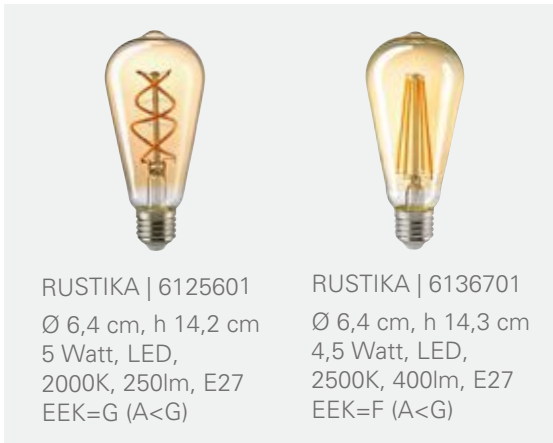 RUSTIKA | 6125601
Ø 6,4 cm, h 14,2 cm
5 Watt, LED,
2000K, 250lm, E27
EEK=G (A<G)
RUSTIKA | 6136701
Ø 6,4 cm, h 14,3 cm
4,5 Watt, LED,
2500K, 400lm, E27
EEK=F (A<G)